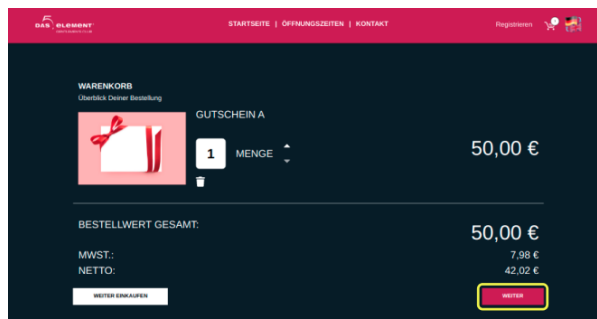 DAS 5. ELEMENT
STARTSEITE | ÖFFNUNGSZEITEN | KONTAKT
Registrieren
WARENKORB
Überblick Deiner Bestellung
GUTSCHEIN A
1 MENGE
50,00 €
BESTELLWERT GESAMT:
50,00 €
MWST.:
7,98 €
NETTO:
42,02 €
WEITER EINKAUFEN
WEITER